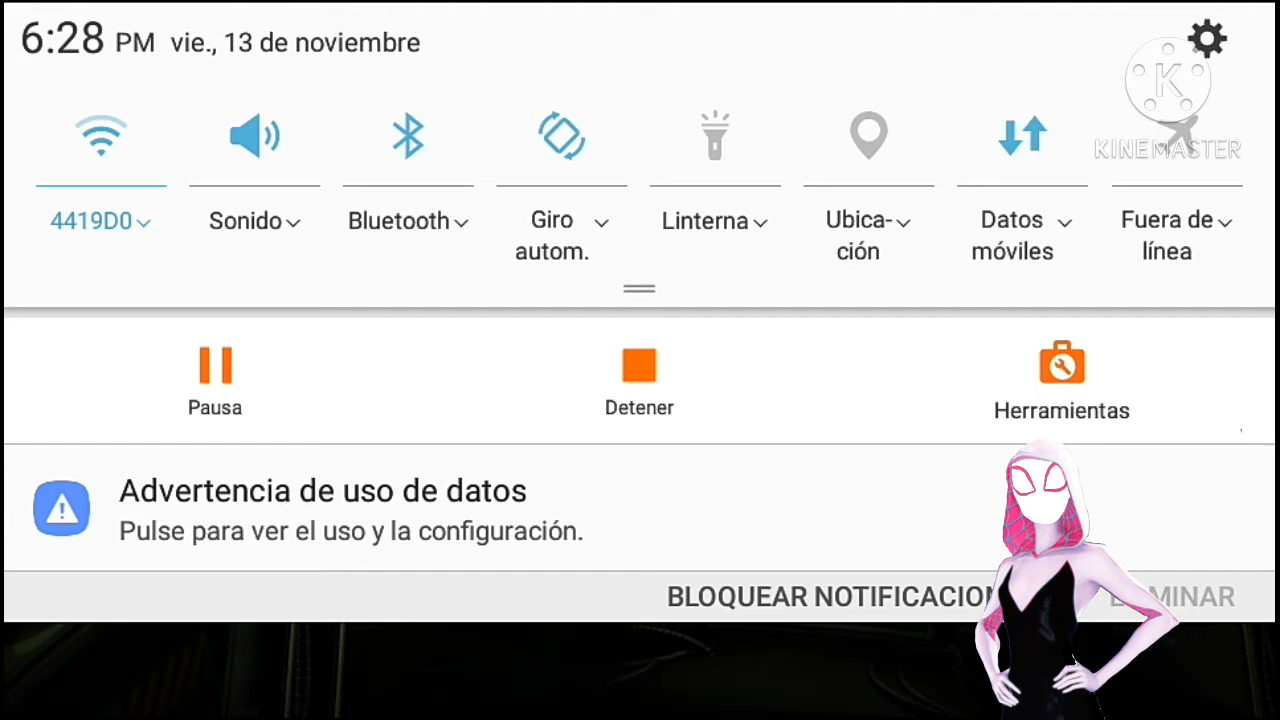 6:28 PM vie., 13 de noviembre
K
KINEMASTER
4419D0
Sonido
Bluetooth
Giro
autom.
Linterna
Ubica-
ción
Datos
móviles
Fuera de
línea
Pausa
Detener
Herramientas
Advertencia de uso de datos
Pulse para ver el uso y la configuración.
BLOQUEAR